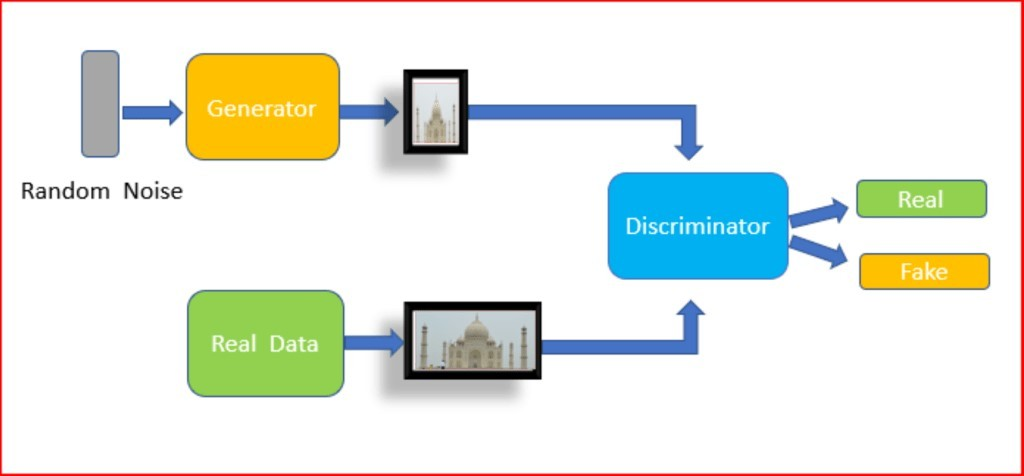 Generator
Random Noise
Discriminator
Real
Fake
Real Data